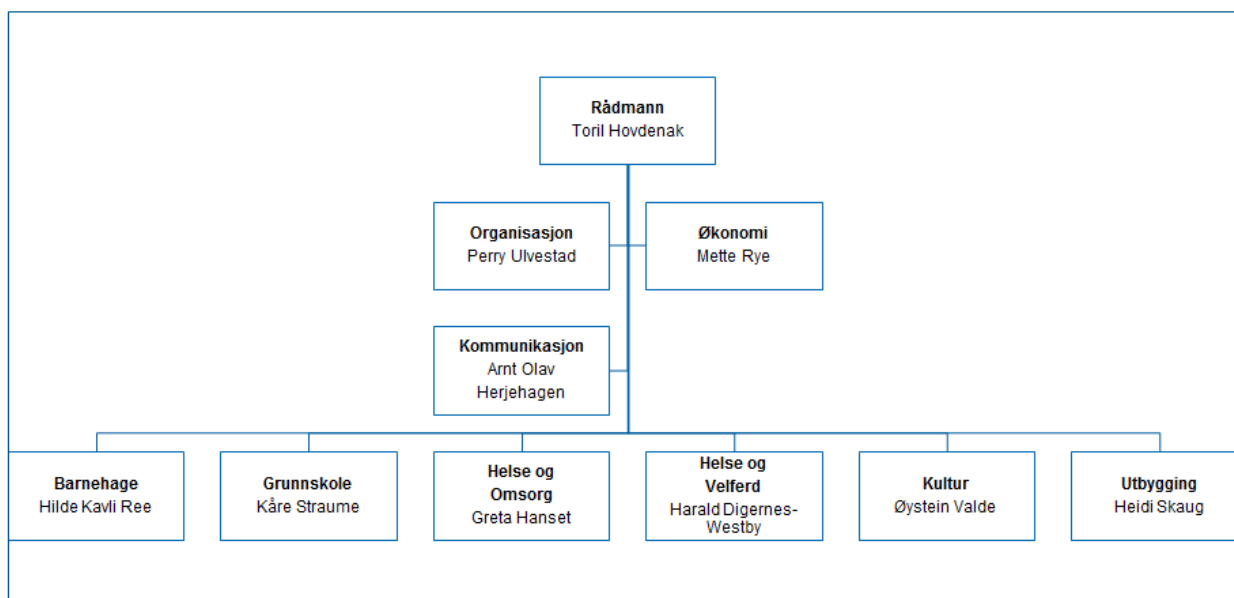 Rådmann
Toril Hovdenak
Organisasjon
Perry Ulvestad
Økonomi
Mette Rye
Kommunikasjon
Arnt Olav
Herjehagen
Barnehage
Hilde Kavli Ree
Grunnskole
Kåre Straume
Helse og
Omsorg
Greta Hanset
Helse og
Velferd
Harald Digernes-
Westby
Kultur
Øystein Valde
Utbygging
Heidi Skaug